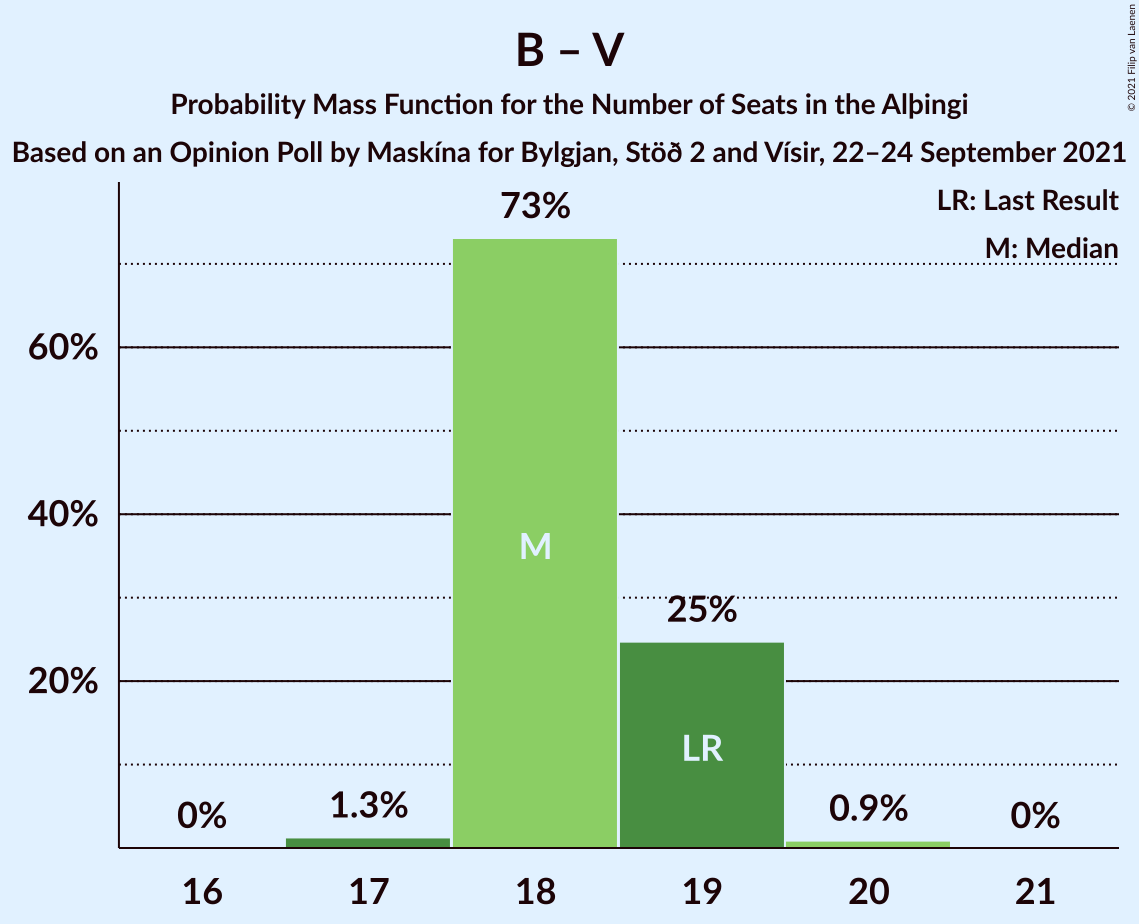 B – V
Probability Mass Function for the Number of Seats in the Alþingi
Based on an Opinion Poll by Maskína for Bylgjan, Stöð 2 and Vísir, 22–24 September 2021
© 2021 Filip van Laenen
LR: Last Result
M: Median
73%
60%
M
40%
25%
20%
LR
0%
1.3%
0.9%
0%
16 17 18 19 20 21